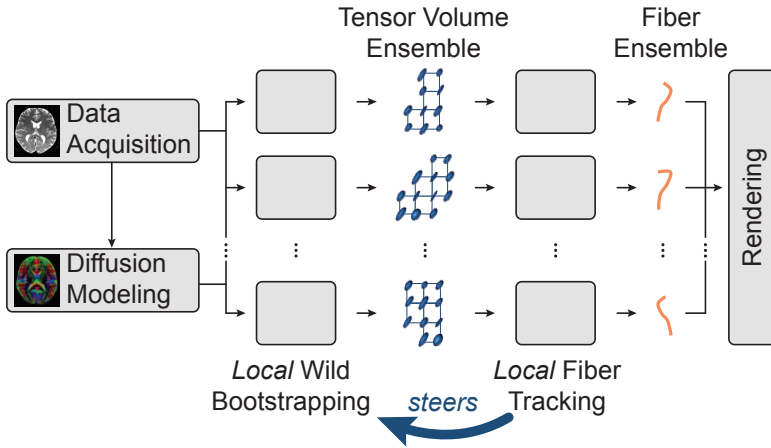 Tensor Volume
Ensemble
Fiber
Ensemble
Data
Acquisition
Diffusion
Modeling
Rendering
Local Wild
Bootstrapping
steers
Local Fiber
Tracking